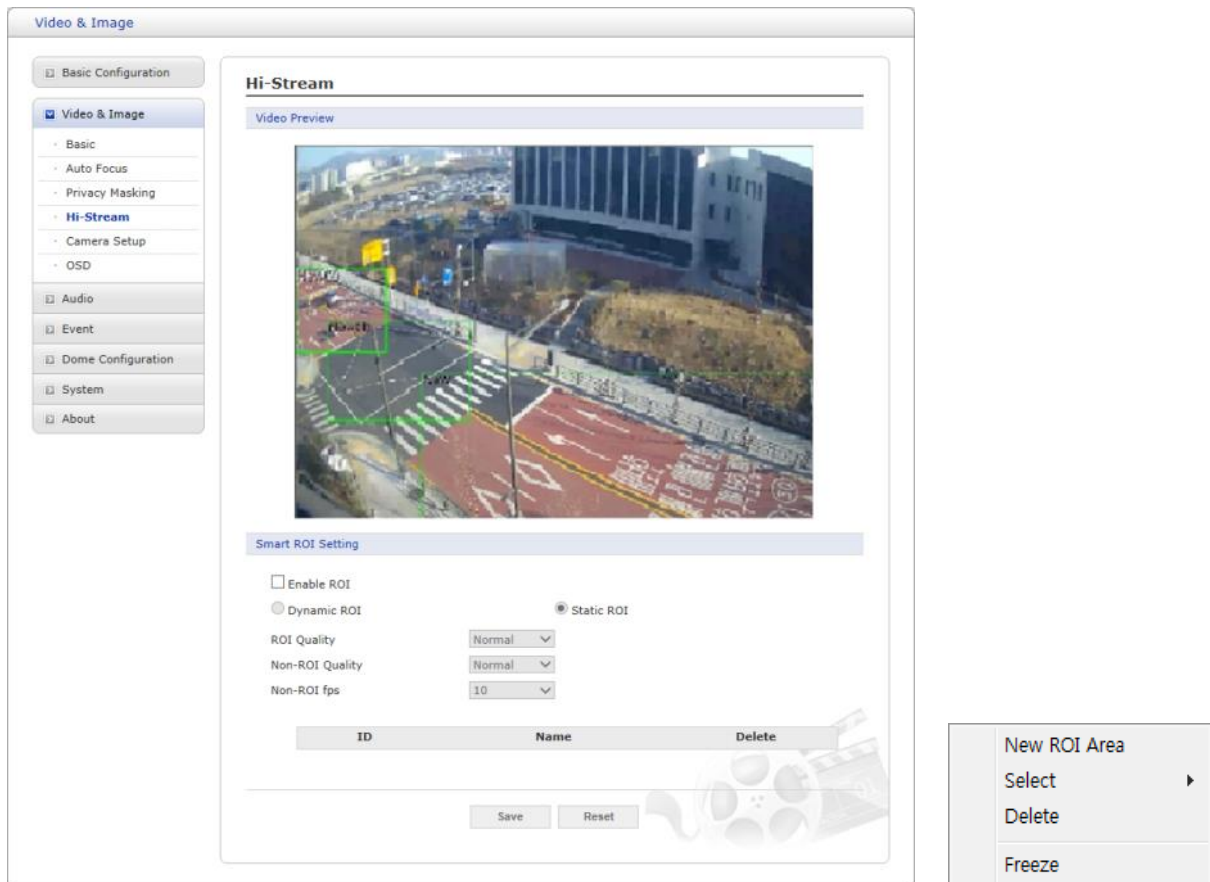 Video & Image
Basic Configuration
Video & Image
Basic
Auto Focus
Privacy Masking
Hi-Stream
Camera Setup
OSD
Audio
Event
Dome Configuration
System
About
Hi-Stream
Video Preview
Smart ROI Setting
Enable ROI
Dynamic ROI
Static ROI
ROI Quality
Normal
Non-ROI Quality
Normal
Non-ROI fps
10
ID Name Delete
Save Reset
New ROI Area
Select
Delete
Freeze